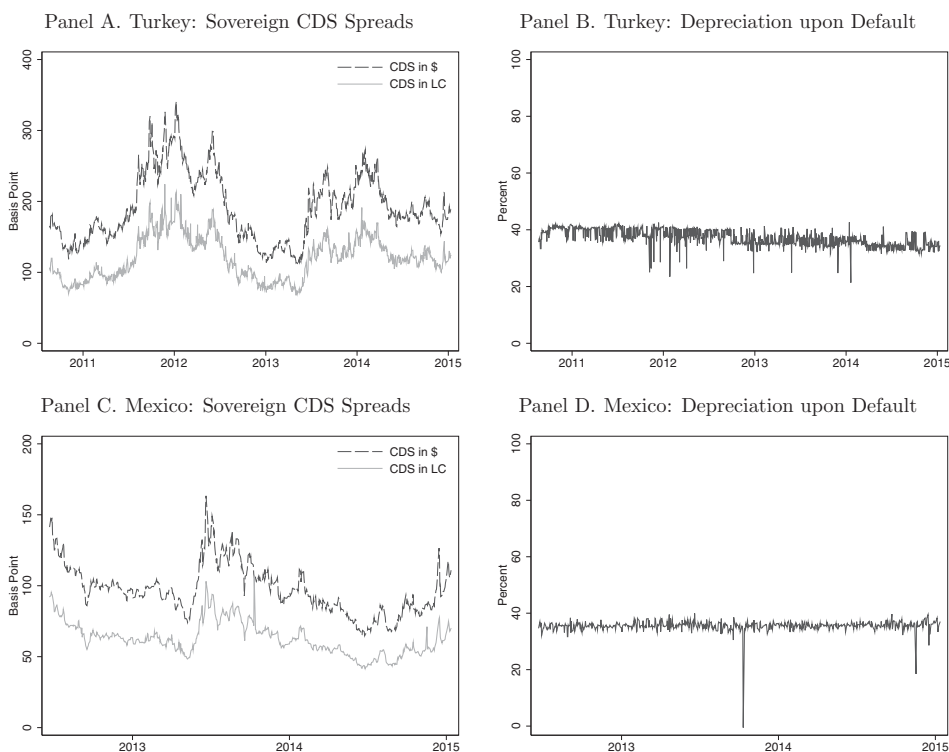 Panel A. Turkey: Sovereign CDS Spreads
Panel B. Turkey: Depreciation upon Default
400
300
200
100
0
Basis Point
CDS in $
CDS in LC
2011 2012 2013 2014 2015
100
80
60
40
20
0
Percent
2011 2012 2013 2014 2015
Panel C. Mexico: Sovereign CDS Spreads
Panel D. Mexico: Depreciation upon Default
200
150
100
50
0
Basis Point
CDS in $
CDS in LC
2013 2014 2015
100
80
60
40
20
0
Percent
2013 2014 2015